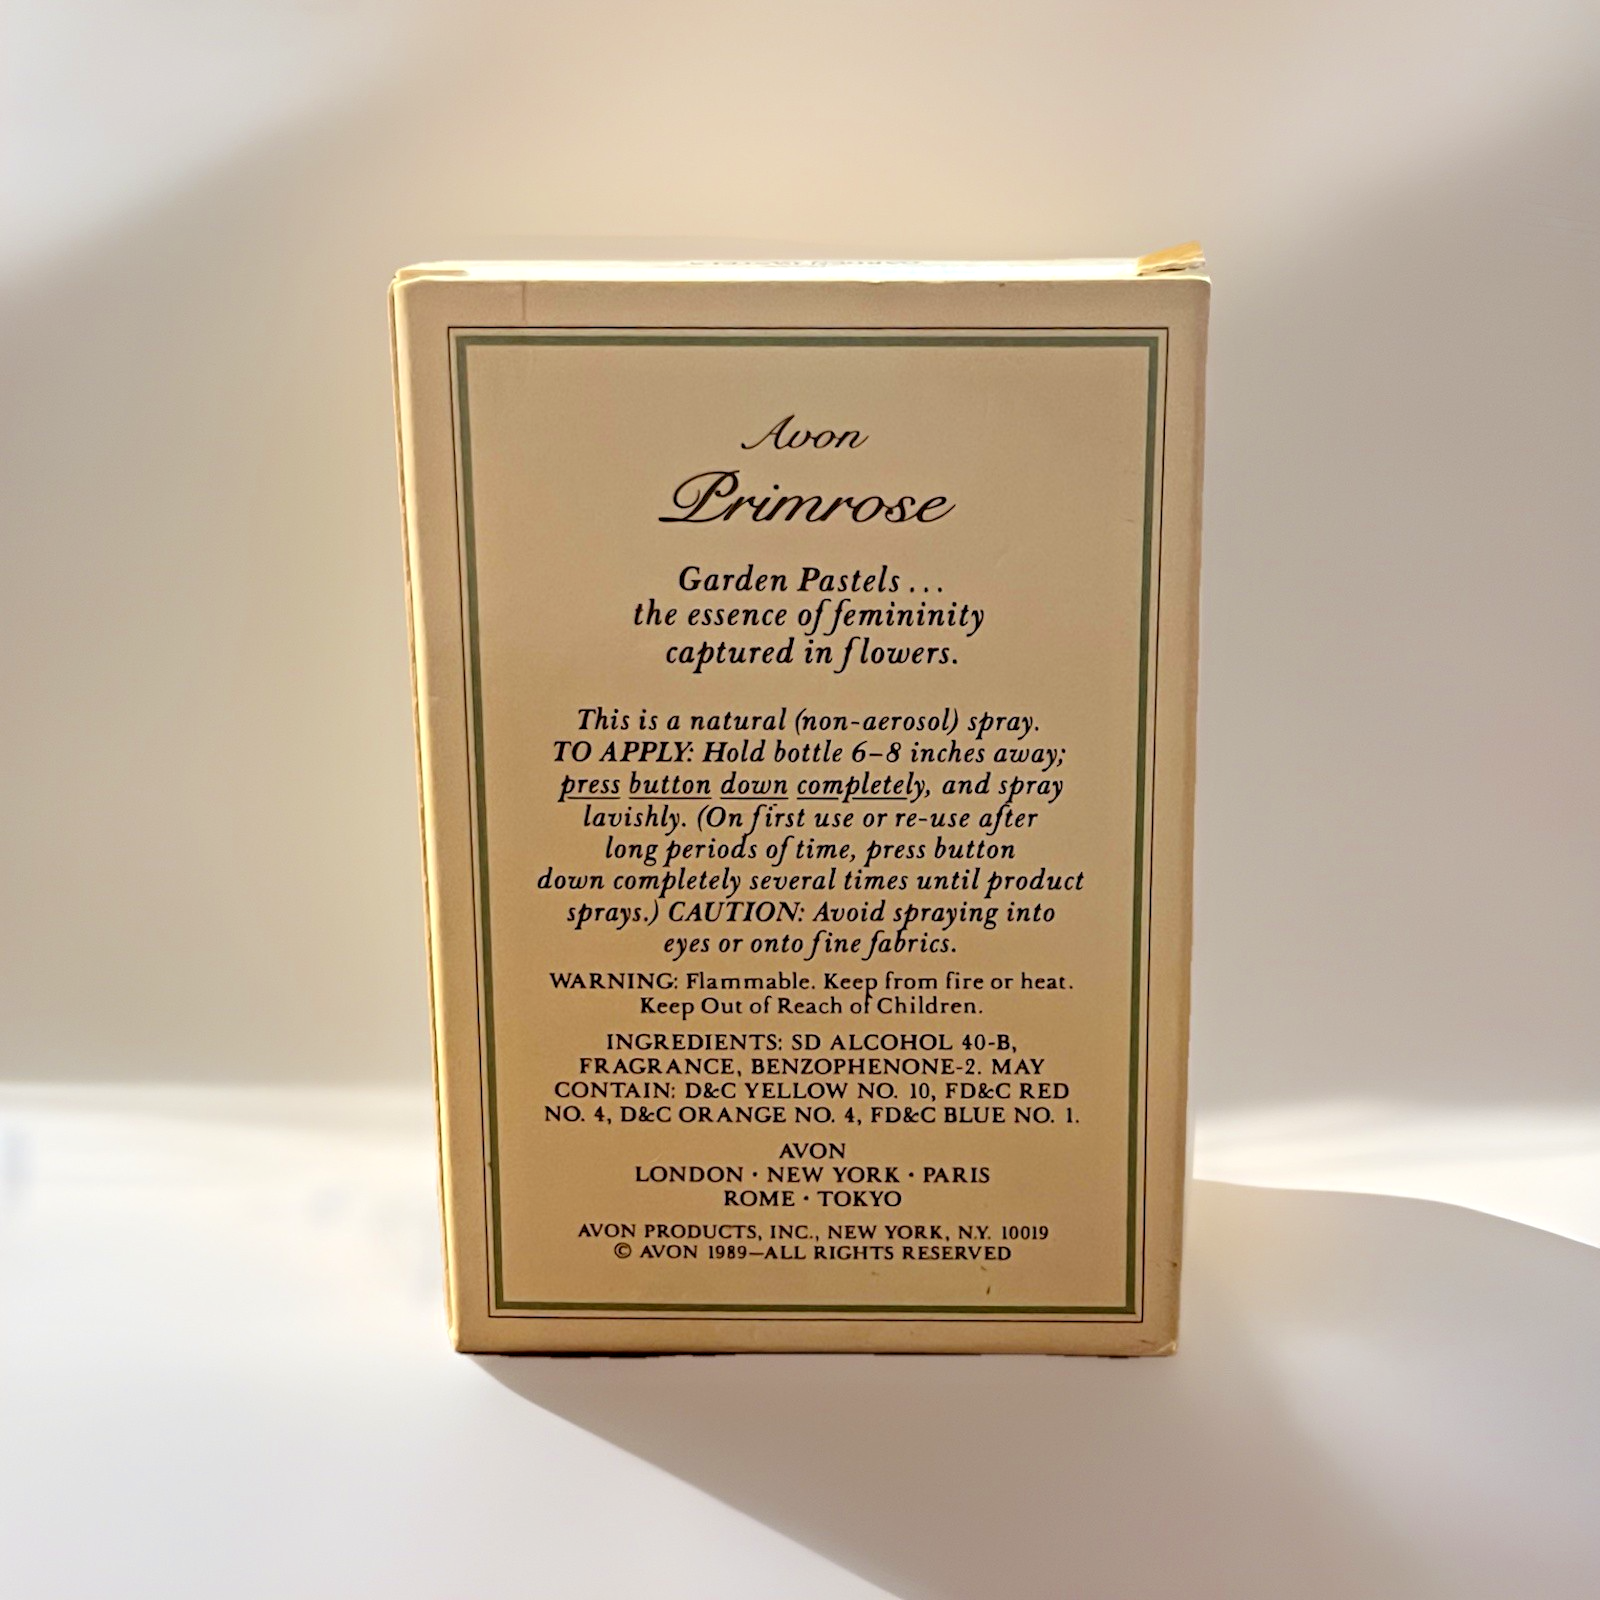 Avon
Primrose
Garden Pastels ...
the essence of femininity
captured in flowers.
This is a natural (non-aerosol) spray.
TO APPLY: Hold bottle 6–8 inches away;
press button down completely, and spray
lavishly. (On first use or re-use after
long periods of time, press button
down completely several times until product
sprays.) CAUTION: Avoid spraying into
eyes or onto fine fabrics.
WARNING: Flammable. Keep from fire or heat.
Keep Out of Reach of Children.
INGREDIENTS: SD ALCOHOL 40-B,
FRAGRANCE, BENZOPHENONE-2. MAY
CONTAIN: D&C YELLOW NO. 10, FD&C RED
NO. 4, D&C ORANGE NO. 4, FD&C BLUE NO. 1.
AVON
LONDON · NEW YORK · PARIS
ROME · TOKYO
AVON PRODUCTS, INC., NEW YORK, N.Y. 10019
© AVON 1989—ALL RIGHTS RESERVED